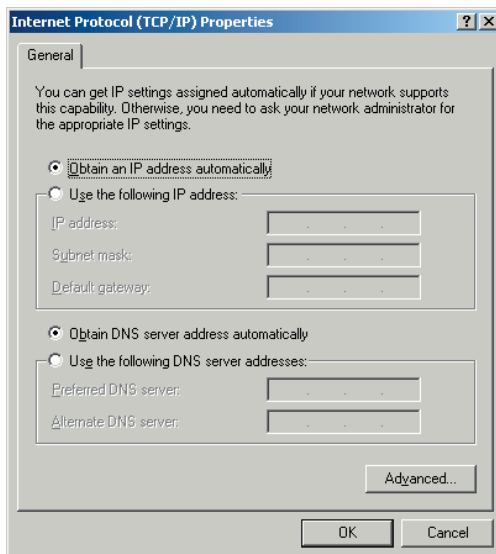 Internet Protocol (TCP/IP) Properties
General
You can get IP settings assigned automatically if your network supports
this capability. Otherwise, you need to ask your network administrator for
the appropriate IP settings.
Obtain an IP address automatically
Use the following IP address:
IP address:
Subnet mask:
Default gateway:
Obtain DNS server address automatically
Use the following DNS server addresses:
Preferred DNS server:
Alternate DNS server:
Advanced...
OK
Cancel